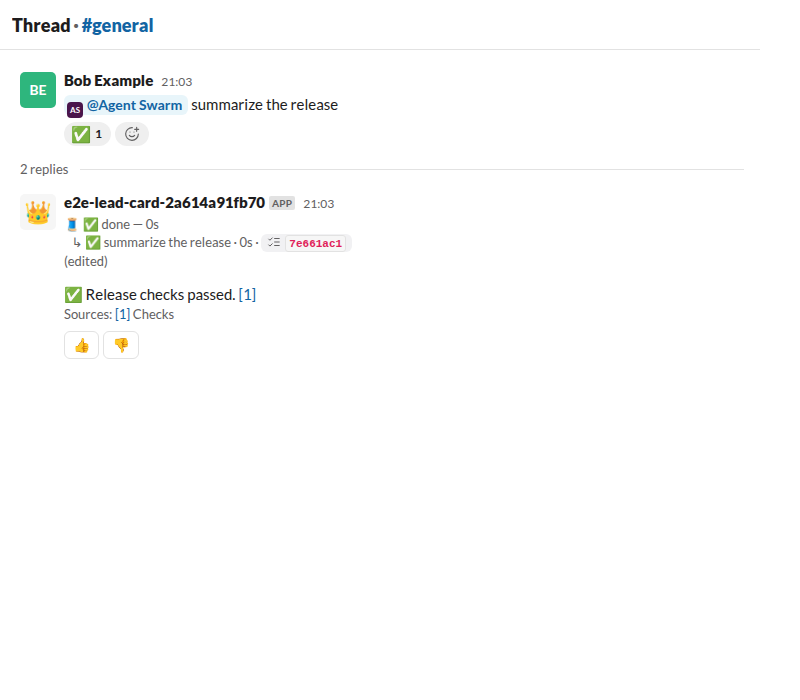 Thread • #general
BE
Bob Example 21:03
AS @Agent Swarm summarize the release
✅ 1
2 replies
e2e-lead-card-2a614a91fb70 APP 21:03
🧵 ✅ done — 0s
↳ ✅ summarize the release · 0s · 7e661ac1
(edited)
✅ Release checks passed. [1]
Sources: [1] Checks
👍 👎